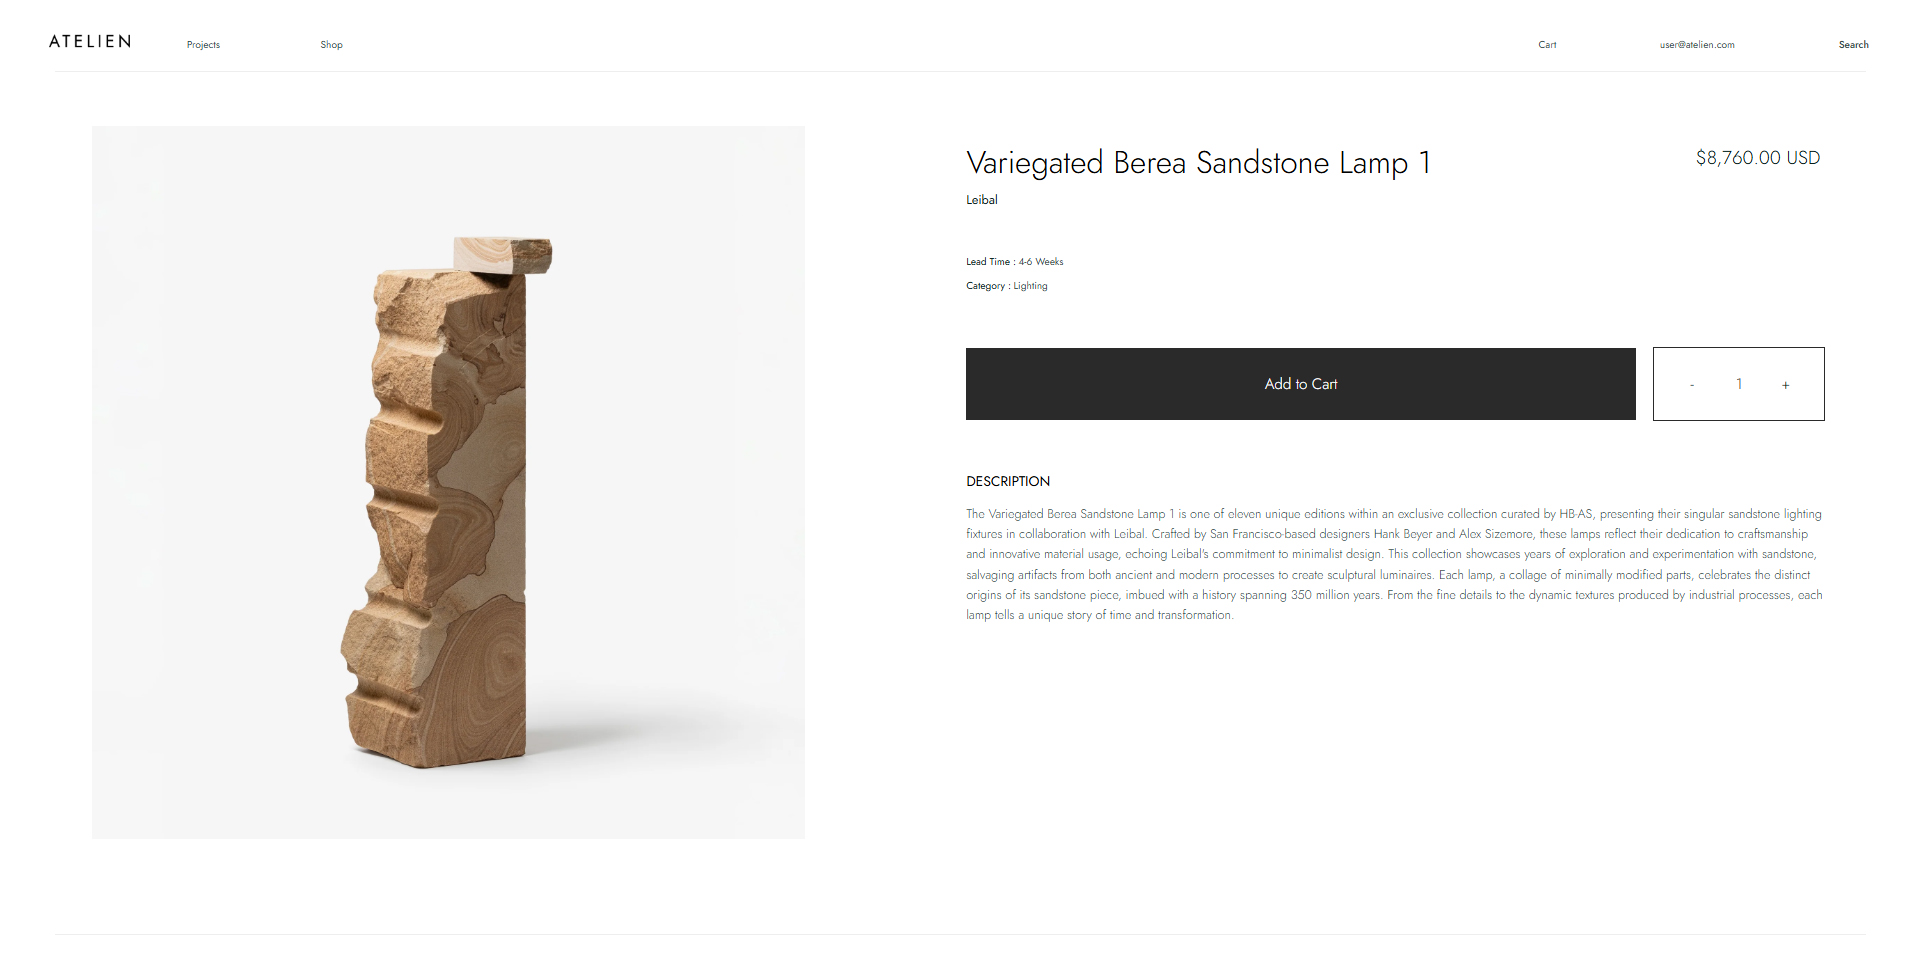 ATELIEN
Projects
Shop
Cart
user@atelien.com
Search
Variegated Berea Sandstone Lamp 1
$8,760.00 USD
Leibal
Lead Time : 4-6 Weeks
Category : Lighting
Add to Cart
- 1 +
DESCRIPTION
The Variegated Berea Sandstone Lamp 1 is one of eleven unique editions within an exclusive collection curated by HB-AS, presenting their singular sandstone lighting
fixtures in collaboration with Leibal. Crafted by San Francisco-based designers Hank Beyer and Alex Sizemore, these lamps reflect their dedication to craftsmanship
and innovative material usage, echoing Leibal's commitment to minimalist design. This collection showcases years of exploration and experimentation with sandstone,
salvaging artifacts from both ancient and modern processes to create sculptural luminaires. Each lamp, a collage of minimally modified parts, celebrates the distinct
origins of its sandstone piece, imbued with a history spanning 350 million years. From the fine details to the dynamic textures produced by industrial processes, each
lamp tells a unique story of time and transformation.